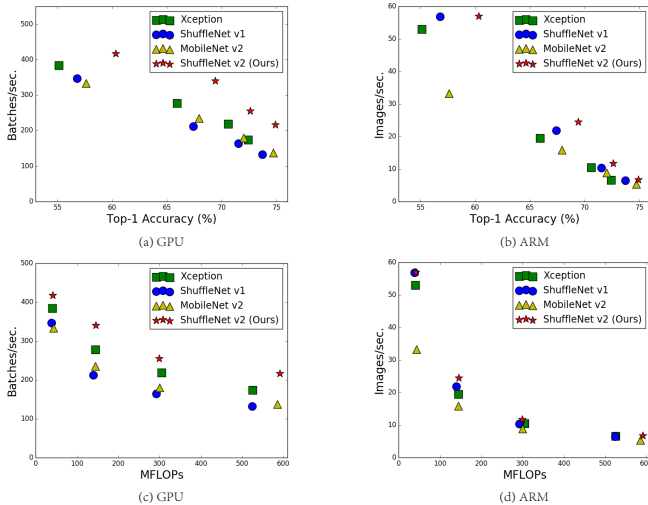 500
400
300
200
100
0
Batches/sec.
Xception
ShuffleNet v1
MobileNet v2
ShuffleNet v2 (Ours)
55
60
65
70
75
Top-1 Accuracy (%)
(a) GPU
60
50
40
30
20
10
0
Images/sec.
Xception
ShuffleNet v1
MobileNet v2
ShuffleNet v2 (Ours)
55
60
65
70
75
Top-1 Accuracy (%)
(b) ARM
500
400
300
200
100
0
Batches/sec.
Xception
ShuffleNet v1
MobileNet v2
ShuffleNet v2 (Ours)
0
100
200
300
400
500
600
MFLOPs
(c) GPU
60
50
40
30
20
10
0
Images/sec.
Xception
ShuffleNet v1
MobileNet v2
ShuffleNet v2 (Ours)
0
100
200
300
400
500
600
MFLOPs
(d) ARM